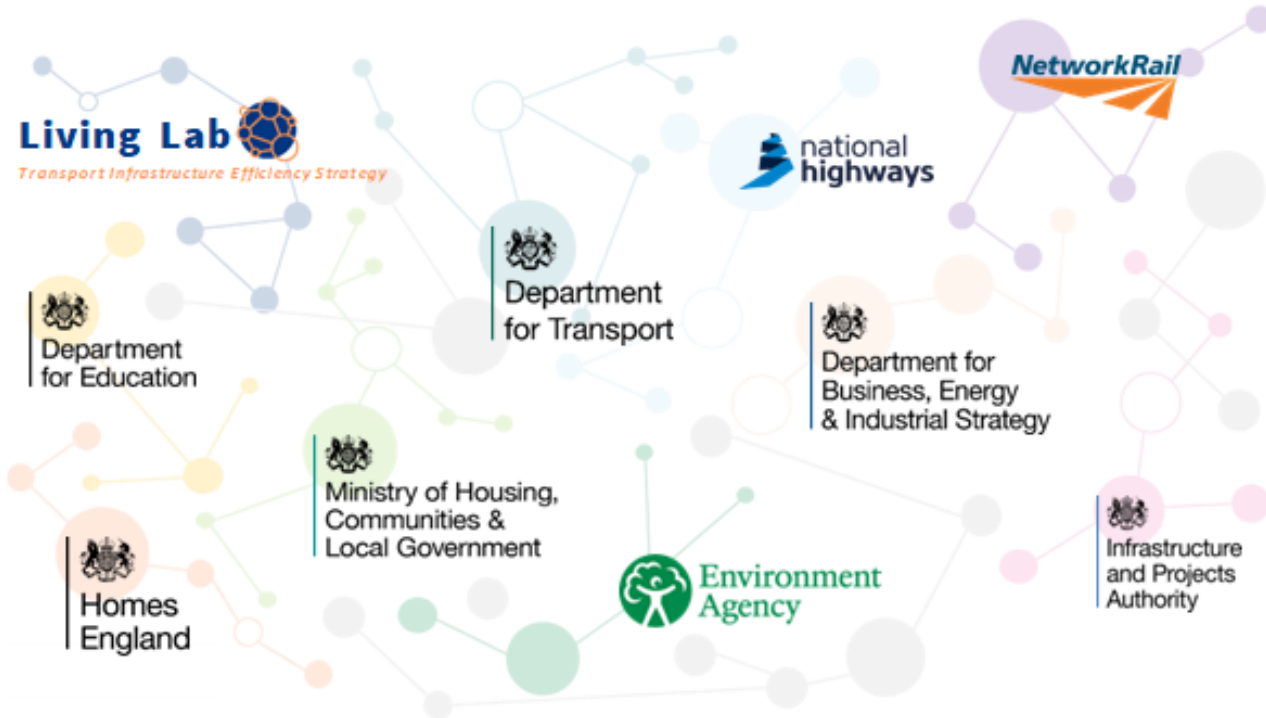 NetworkRail
Living Lab
Transport Infrastructure Efficiency Strategy
national
highways
Department
for Transport
Department
for Education
Department for
Business, Energy
& Industrial Strategy
Ministry of Housing,
Communities &
Local Government
Infrastructure
and Projects
Authority
Homes
England
Environment
Agency